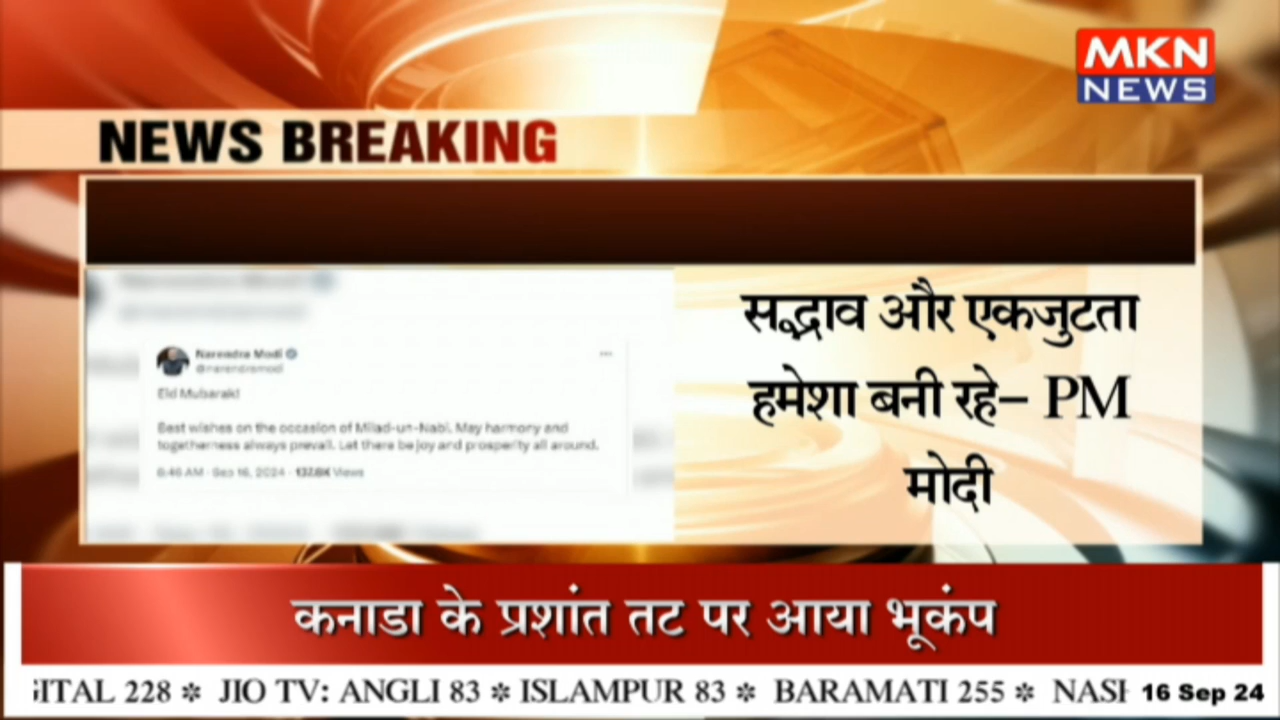 MKN
NEWS
NEWS BREAKING
सद्भाव और एकजुटता
हमेशा बनी रहे– PM
मोदी
Narendra Modi
@narendramodi
Eid Mubarak!
Best wishes on the occasion of Milad-un-Nabi. May harmony and
togetherness always prevail. Let there be joy and prosperity all around.
6:46 AM · Sep 16, 2024 · Views
कनाडा के प्रशांत तट पर आया भूकंप
GITAL 228 ✽ JIO TV: ANGLI 83 ✽ ISLAMPUR 83 ✽ BARAMATI 255 ✽ NASI
16 Sep 24